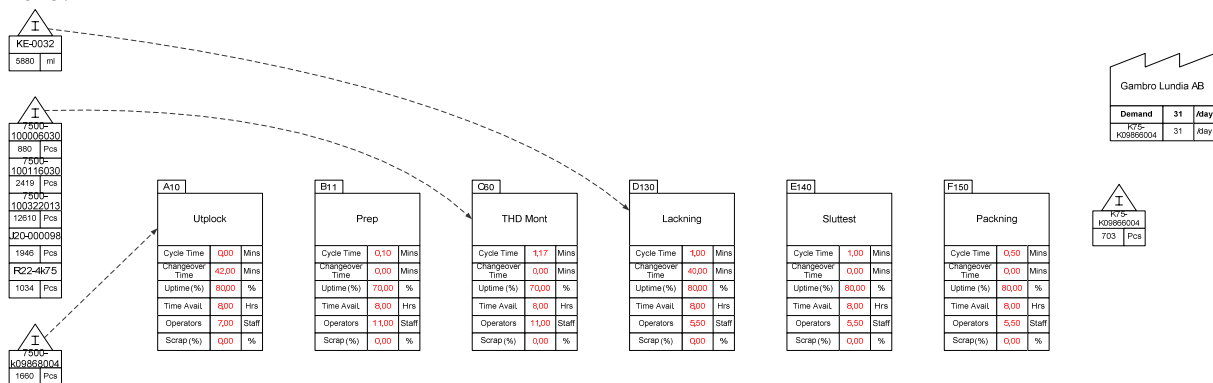 I
KE-0032
5880 ml
I
7500-
100006030
880 Pcs
7500-
100116030
2419 Pcs
7500-
100322013
12610 Pcs
J20-000098
1946 Pcs
R22-4k75
1034 Pcs
I
7500-
k09868004
1660 Pcs
A10
Utplock
Cycle Time 0,00 Mins
Changeover
Time 42,00 Mins
Uptime (%) 80,00 %
Time Avail. 8,00 Hrs
Operators 7,00 Staff
Scrap (%) 0,00 %
B11
Prep
Cycle Time 0,10 Mins
Changeover
Time 0,00 Mins
Uptime (%) 70,00 %
Time Avail. 8,00 Hrs
Operators 11,00 Staff
Scrap (%) 0,00 %
C60
THD Mont
Cycle Time 1,17 Mins
Changeover
Time 0,00 Mins
Uptime (%) 70,00 %
Time Avail. 8,00 Hrs
Operators 11,00 Staff
Scrap (%) 0,00 %
D130
Lackning
Cycle Time 1,00 Mins
Changeover
Time 40,00 Mins
Uptime (%) 80,00 %
Time Avail. 8,00 Hrs
Operators 5,50 Staff
Scrap (%) 0,00 %
E140
Sluttest
Cycle Time 1,00 Mins
Changeover
Time 0,00 Mins
Uptime (%) 80,00 %
Time Avail. 8,00 Hrs
Operators 5,50 Staff
Scrap (%) 0,00 %
F150
Packning
Cycle Time 0,50 Mins
Changeover
Time 0,00 Mins
Uptime (%) 80,00 %
Time Avail. 8,00 Hrs
Operators 5,50 Staff
Scrap (%) 0,00 %
Gambro Lundia AB
Demand 31 /day
K75-
K09866004 31 /day
I
K75-
K09866004
703 Pcs